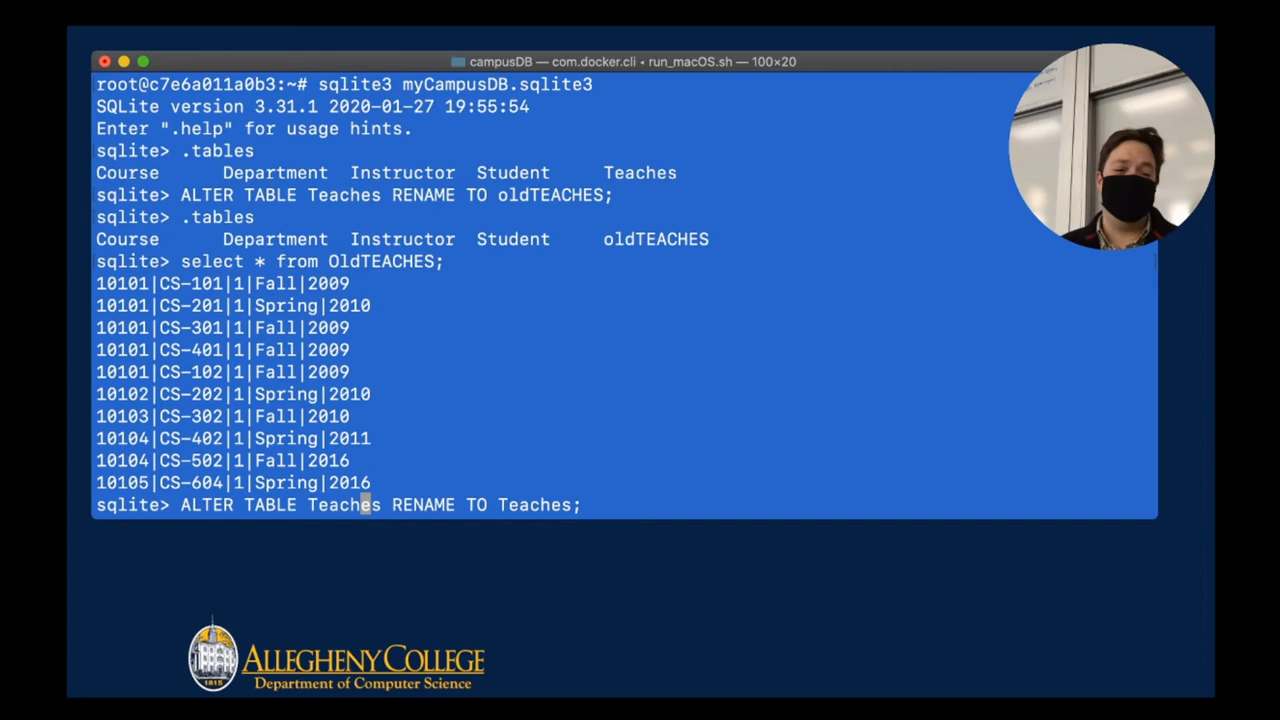 campusDB — com.docker.cli • run_macOS.sh — 100×20
root@c7e6a011a0b3:~# sqlite3 myCampusDB.sqlite3
SQLite version 3.31.1 2020-01-27 19:55:54
Enter ".help" for usage hints.
sqlite> .tables
Course      Department  Instructor  Student     Teaches
sqlite> ALTER TABLE Teaches RENAME TO oldTEACHES;
sqlite> .tables
Course      Department  Instructor  Student     oldTEACHES
sqlite> select * from OldTEACHES;
10101|CS-101|1|Fall|2009
10101|CS-201|1|Spring|2010
10101|CS-301|1|Fall|2009
10101|CS-401|1|Fall|2009
10101|CS-102|1|Fall|2009
10102|CS-202|1|Spring|2010
10103|CS-302|1|Fall|2010
10104|CS-402|1|Spring|2011
10104|CS-502|1|Fall|2016
10105|CS-604|1|Spring|2016
sqlite> ALTER TABLE Teaches RENAME TO Teaches;
1815
ALLEGHENY COLLEGE
Department of Computer Science